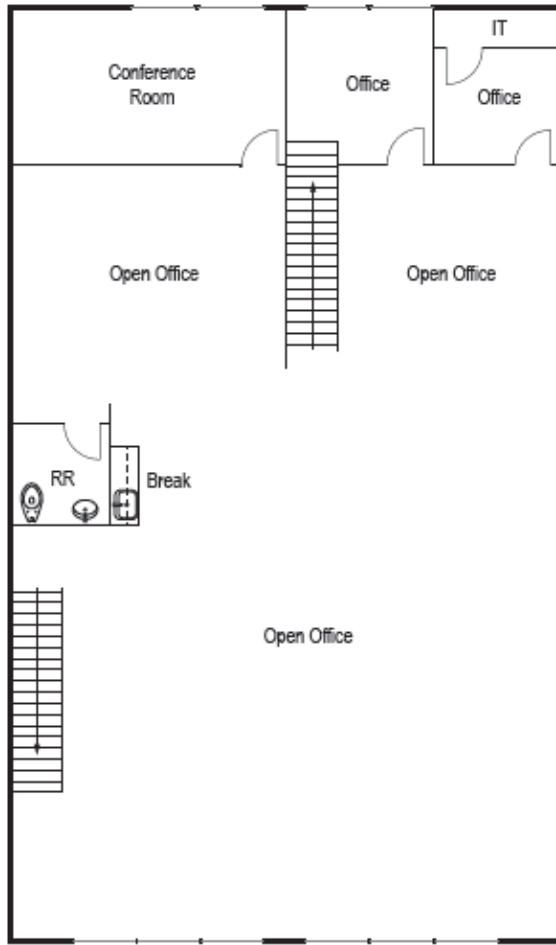 IT
Conference
Room
Office
Office
Open Office
Open Office
RR
Break
Open Office